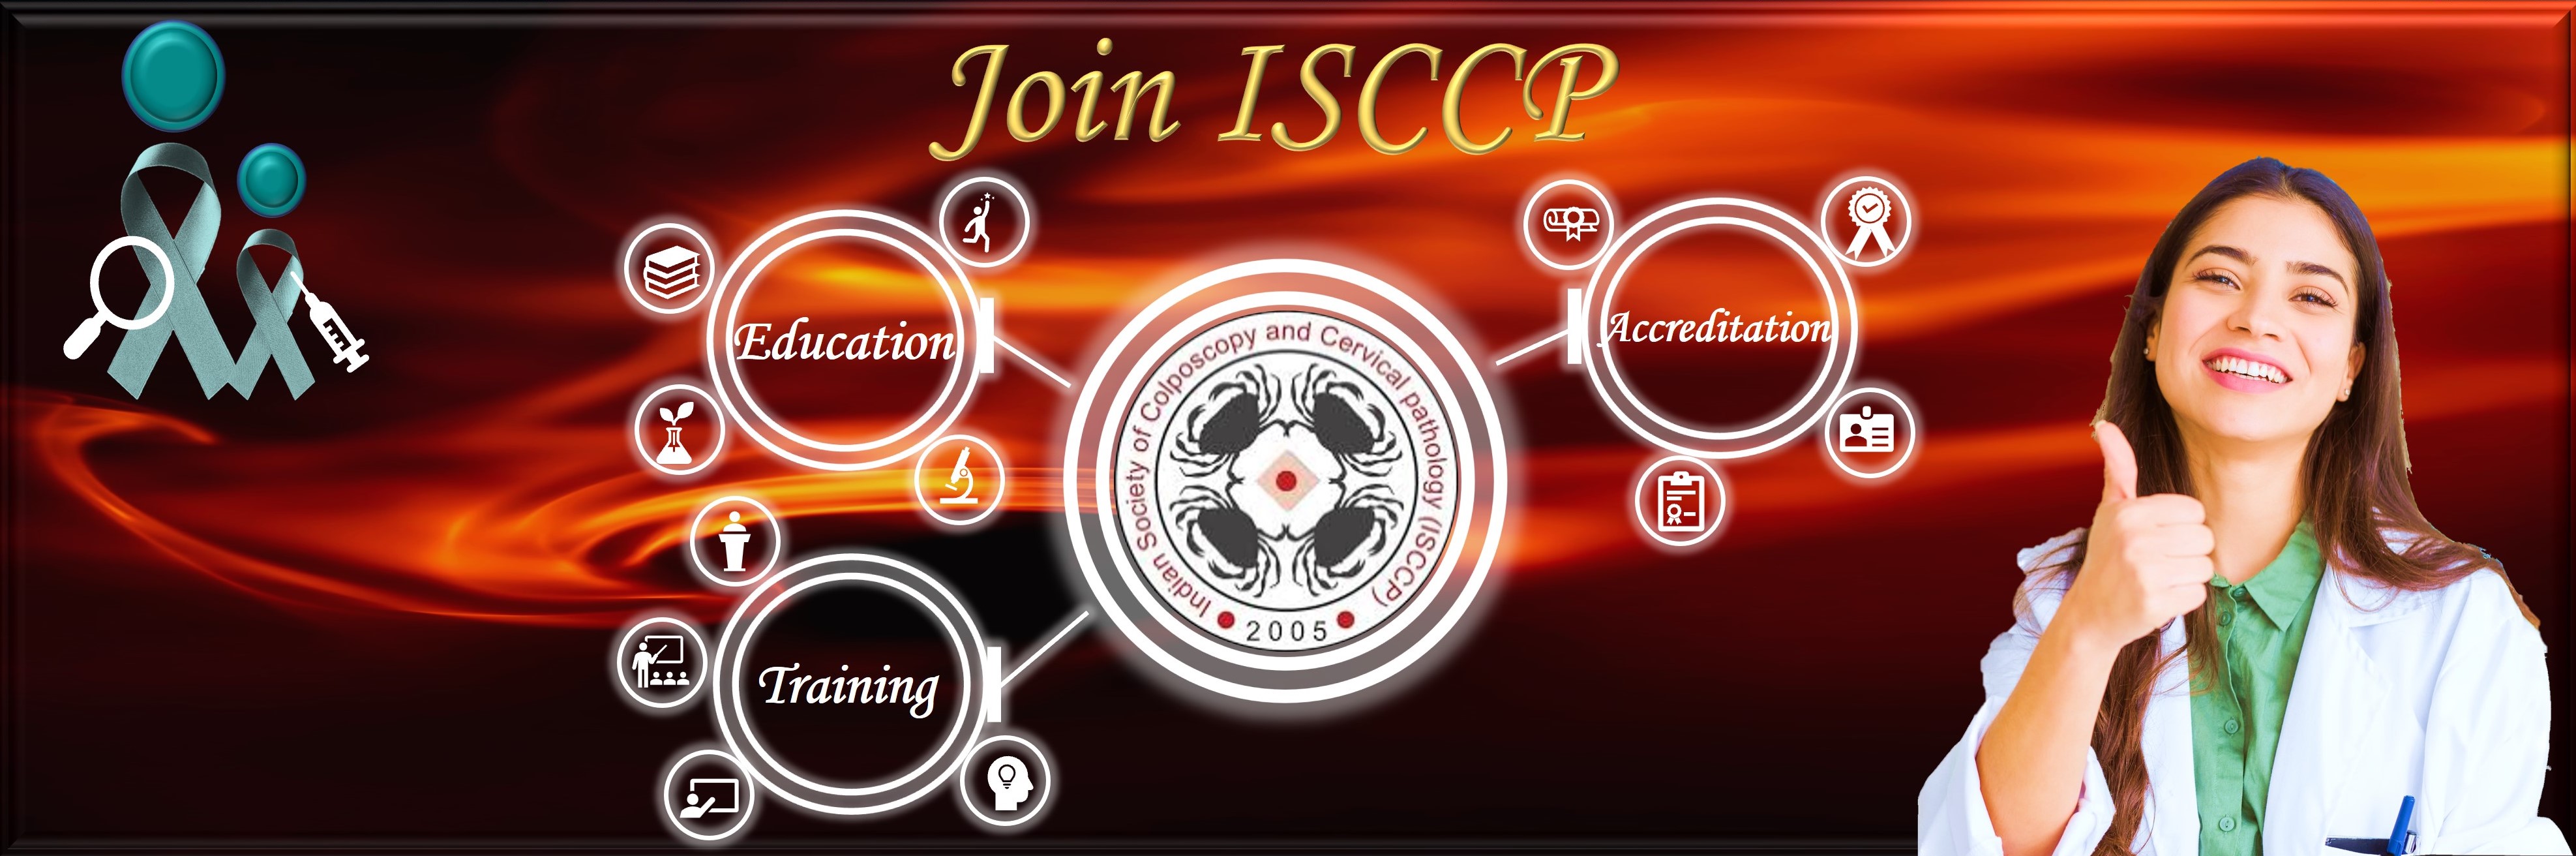 Join ISCCP
Education
Accreditation
Indian Society of Colposcopy and Cervical pathology (ISCCP)
2005
Training